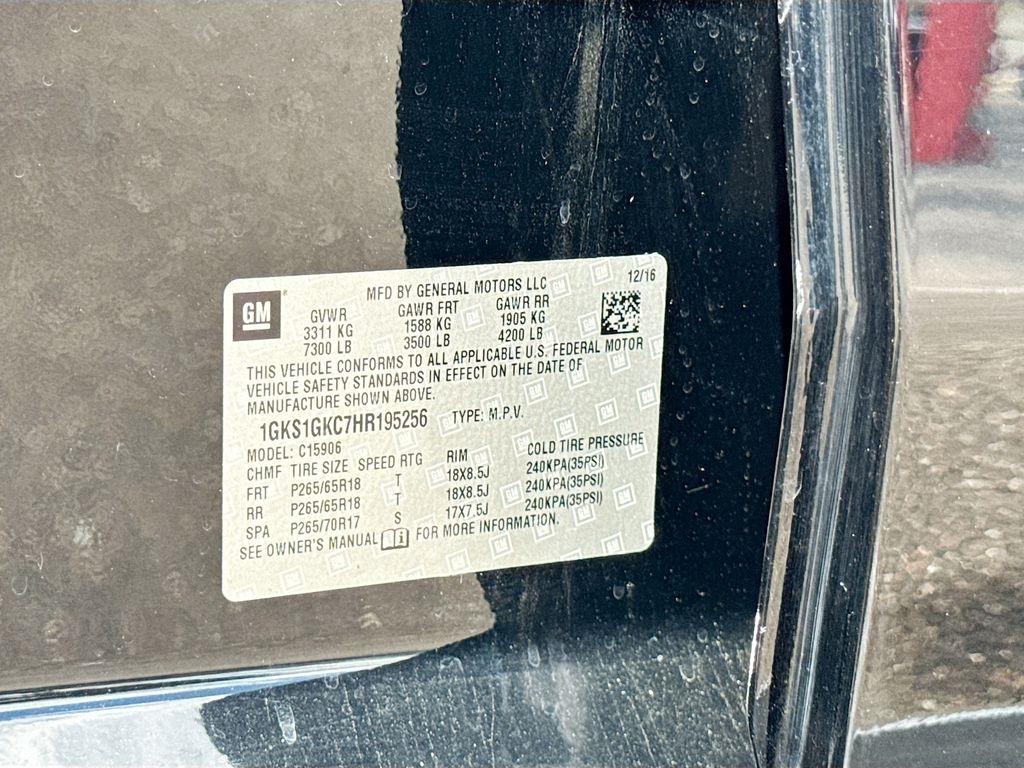 GM
MFD BY GENERAL MOTORS LLC 12/16
GVWR GAWR FRT GAWR RR
3311 KG 1588 KG 1905 KG
7300 LB 3500 LB 4200 LB
THIS VEHICLE CONFORMS TO ALL APPLICABLE U.S. FEDERAL MOTOR
VEHICLE SAFETY STANDARDS IN EFFECT ON THE DATE OF
MANUFACTURE SHOWN ABOVE.
1GKS1GKC7HR195256 TYPE: M.P.V.
MODEL: C15906
CHMF TIRE SIZE SPEED RTG RIM COLD TIRE PRESSURE
FRT P265/65R18 T 18X8.5J 240KPA(35PSI)
RR P265/65R18 T 18X8.5J 240KPA(35PSI)
SPA P265/70R17 S 17X7.5J 240KPA(35PSI)
SEE OWNER'S MANUAL FOR MORE INFORMATION.